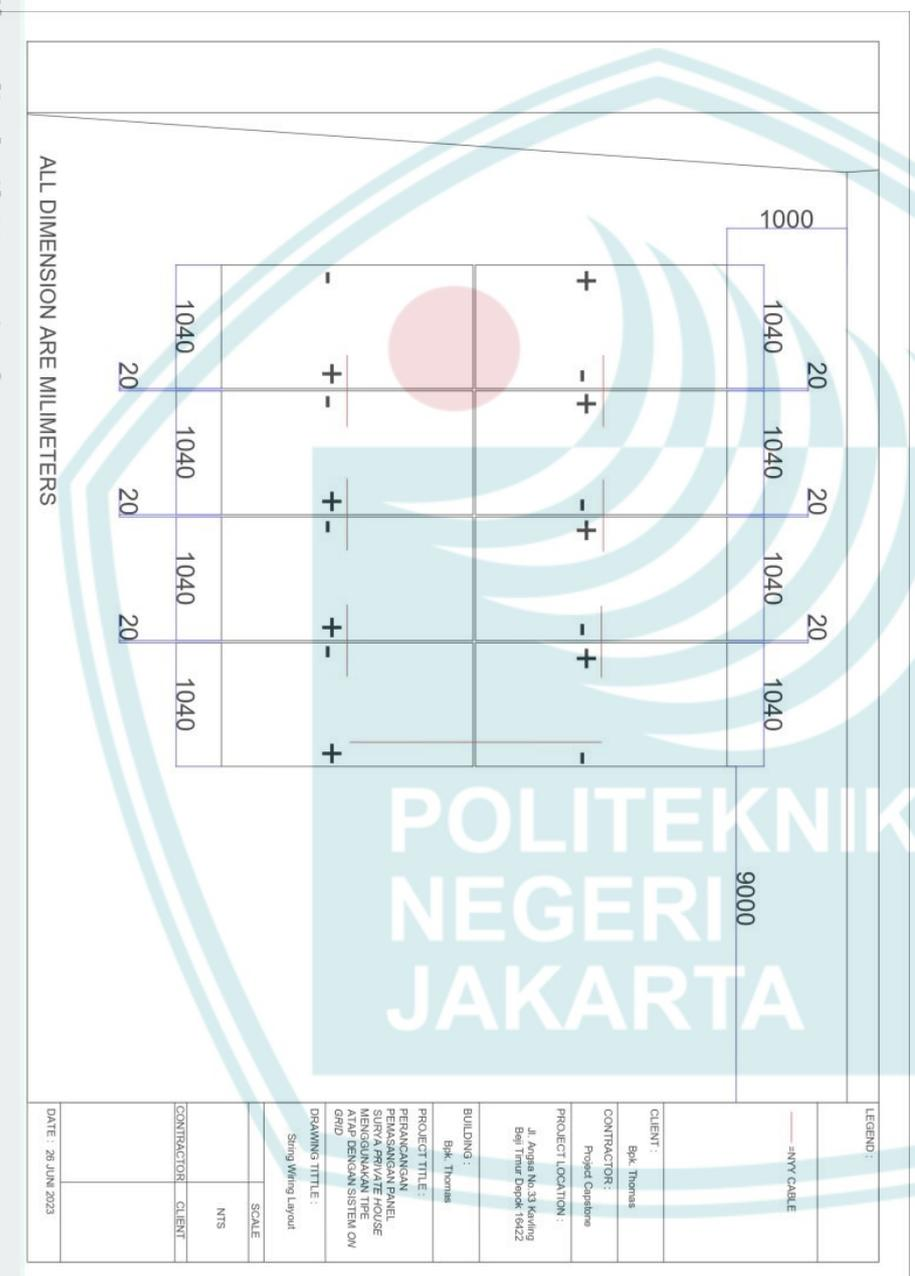 1000
+
-
+
-
+
-
+
-
-
+
-
+
-
+
-
+
1040
1040
1040
1040
20
20
20
1040
1040
1040
1040
20
20
20
9000
ALL DIMENSION ARE MILIMETERS
POLITEKNIK
NEGERI
JAKARTA
LEGEND :
=NYY CABLE
CLIENT :
Bpk. Thomas
CONTRACTOR :
Project Capstone
PROJECT LOCATION :
Jl. Angsa No.33 Kavling
Beji Timur Depok 16422
BUILDING :
Bpk. Thomas
PROJECT TITLE :
PERANCANGAN
PEMASANGAN PANEL
SURYA PRIVATE HOUSE
MENGGUNAKAN TIPE
ATAP DENGAN SISTEM ON
GRID
DRAWING TITTLE :
String Wiring Layout
SCALE
NTS
CONTRACTOR
CLIENT
DATE : 26 JUNI 2023